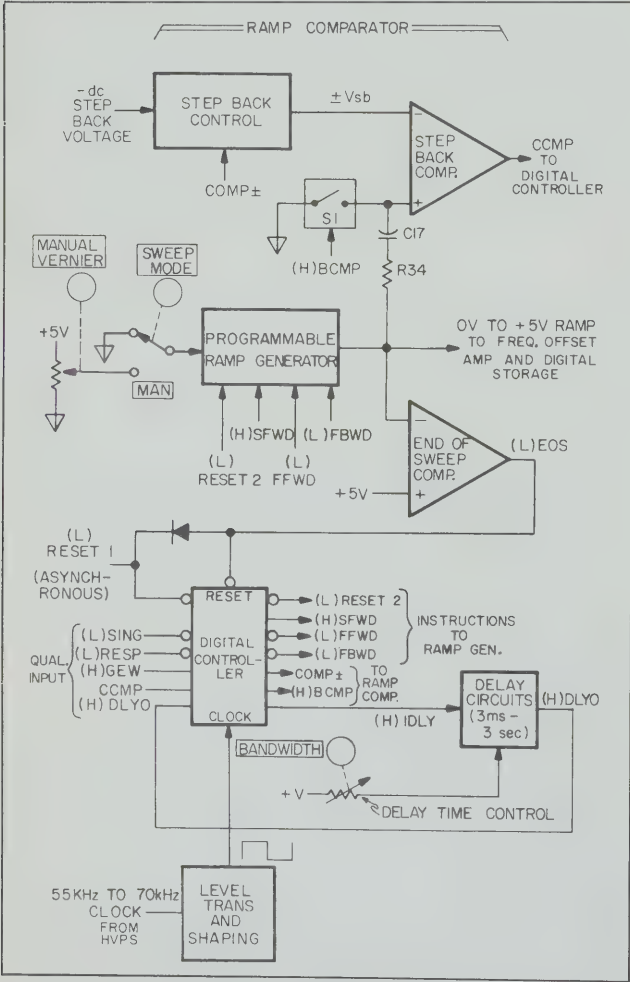 RAMP COMPARATOR
-dc
STEP
BACK
VOLTAGE
STEP BACK
CONTROL
± Vsb
COMP±
−
STEP
BACK
COMP.
+
CCMP
TO
DIGITAL
CONTROLLER
S1
(H)BCMP
C17
R34
MANUAL
VERNIER
SWEEP
MODE
+5V
MAN
PROGRAMMABLE
RAMP GENERATOR
OV TO +5V RAMP
TO FREQ. OFFSET
AMP AND DIGITAL
STORAGE
(H)SFWD
(L)FBWD
(L)
RESET 2
(L)
FFWD
−
END OF
SWEEP
COMP.
+
(L)EOS
+5V
(L)
RESET 1
(ASYNCH-
RONOUS)
RESET
DIGITAL
CONTROL-
LER
CLOCK
QUAL.
INPUT
(L)SING
(L)RESP
(H)GEW
CCMP
(H) DLYO
(L)RESET 2
(H)SFWD
(L)FFWD
(L)FBWD
INSTRUCTIONS
TO
RAMP GEN.
COMP±
(H)BCMP
TO
RAMP
COMP.
(H) IDLY
DELAY
CIRCUITS
(3ms-
3 sec)
(H)DLYO
BANDWIDTH
+V
DELAY TIME CONTROL
55KHz TO 70kHz
CLOCK
FROM
HVPS
LEVEL
TRANS
AND
SHAPING